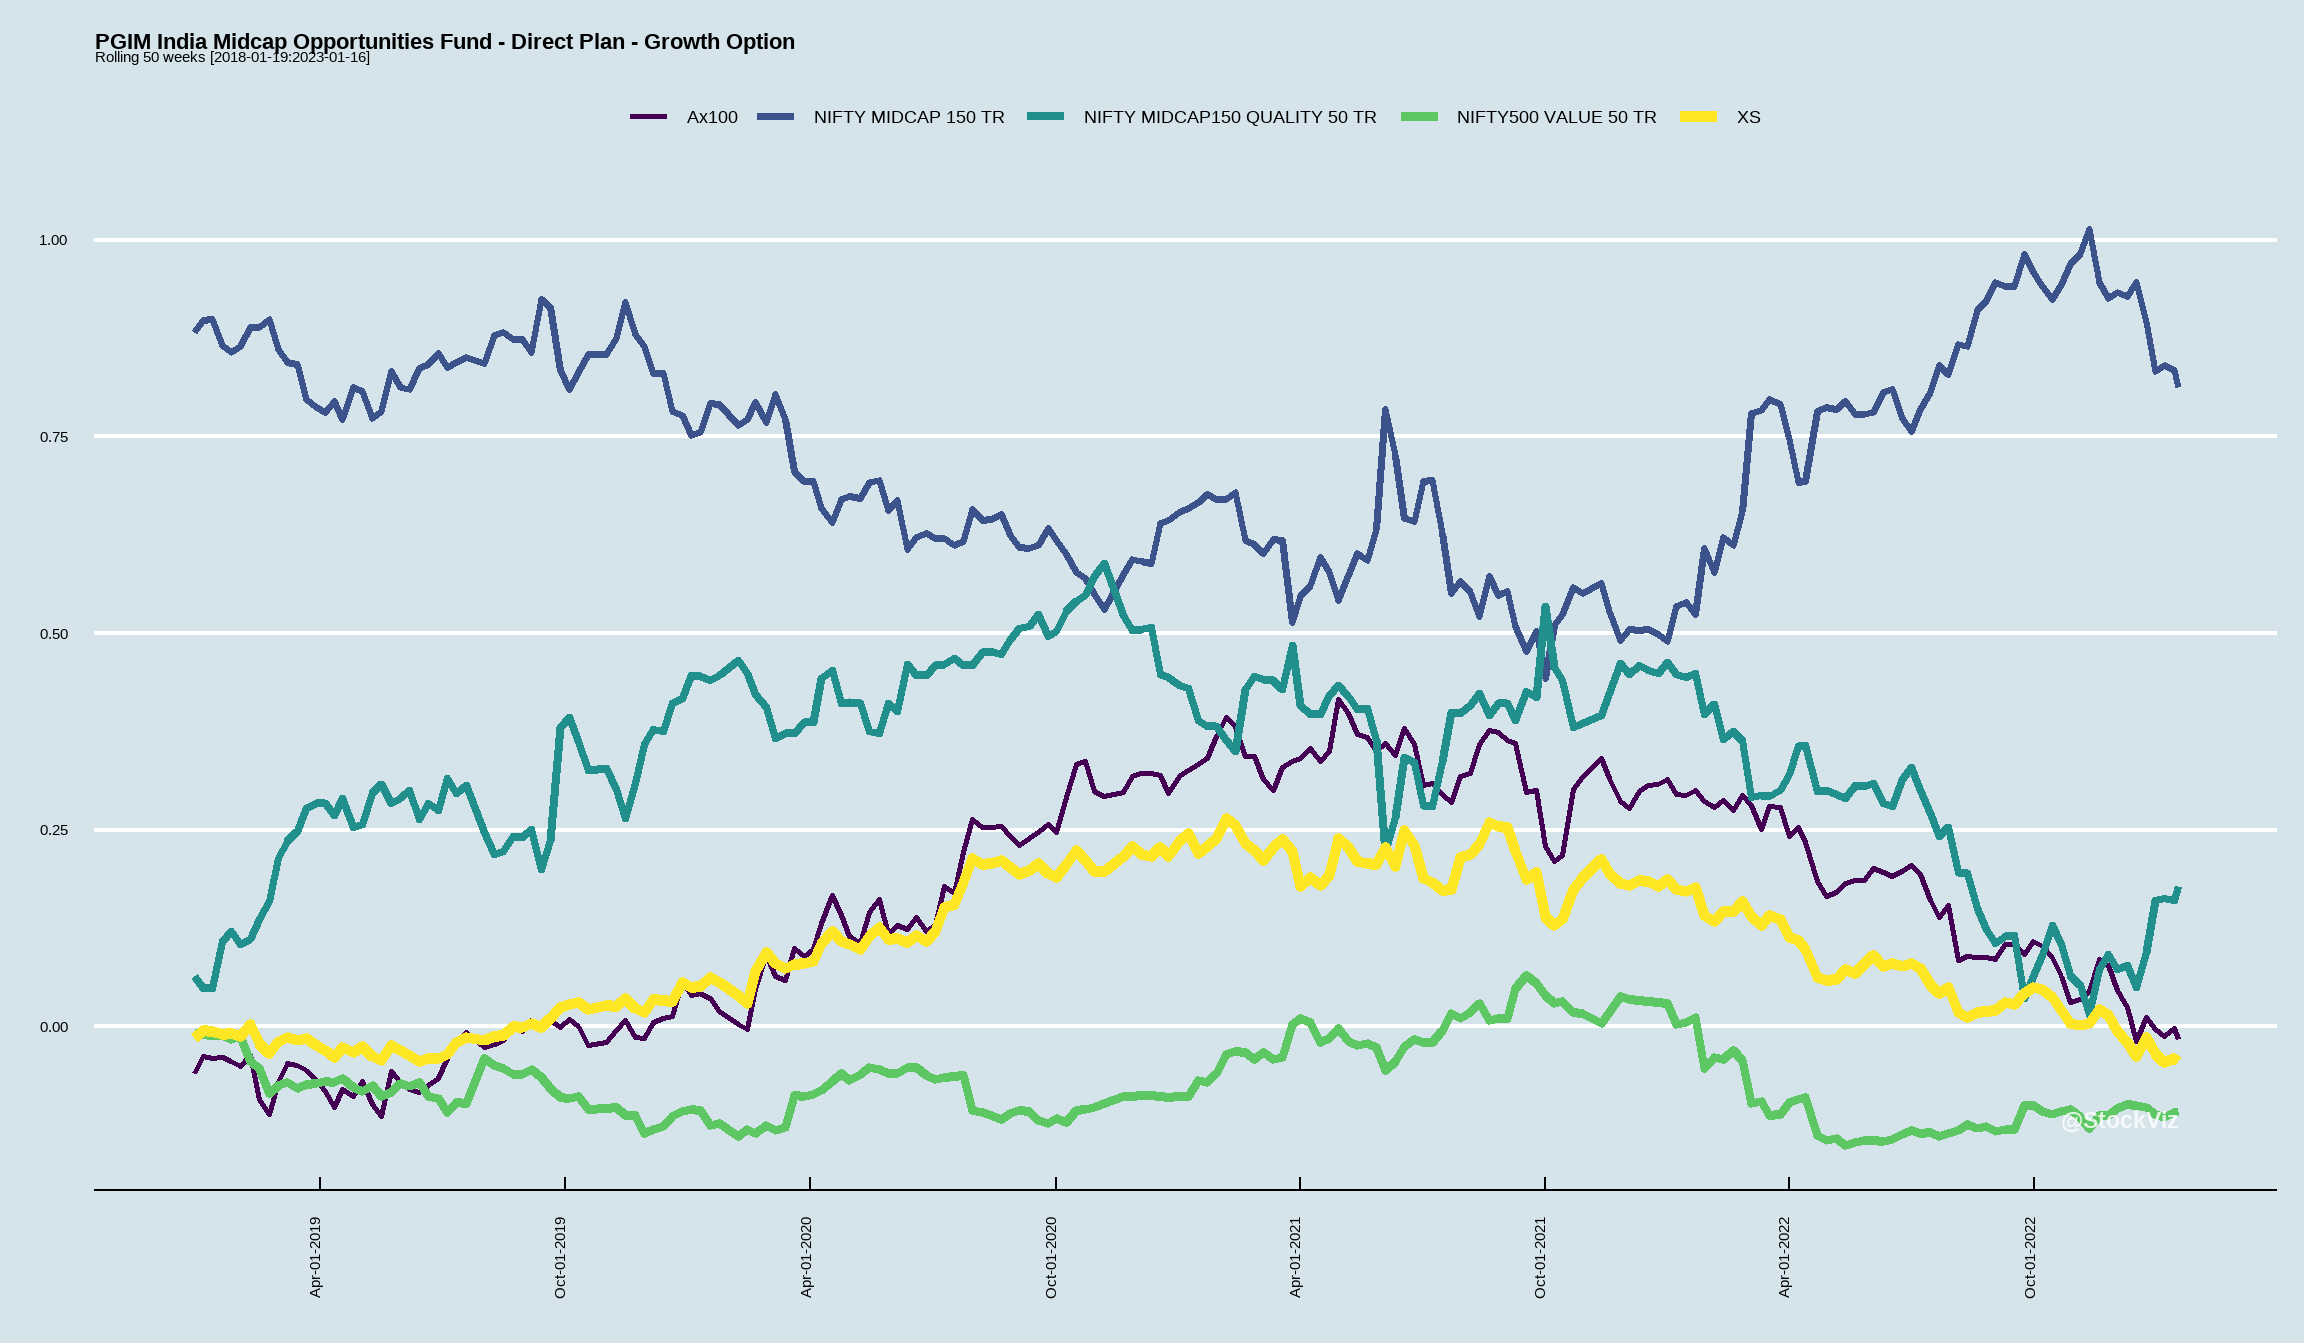 PGIM India Midcap Opportunities Fund - Direct Plan - Growth Option
Rolling 50 weeks [2018-01-19:2023-01-16]
Ax100 NIFTY MIDCAP 150 TR NIFTY MIDCAP150 QUALITY 50 TR NIFTY500 VALUE 50 TR XS
1.00
0.75
0.50
0.25
0.00
@StockViz
Apr-01-2019 Oct-01-2019 Apr-01-2020 Oct-01-2020 Apr-01-2021 Oct-01-2021 Apr-01-2022 Oct-01-2022